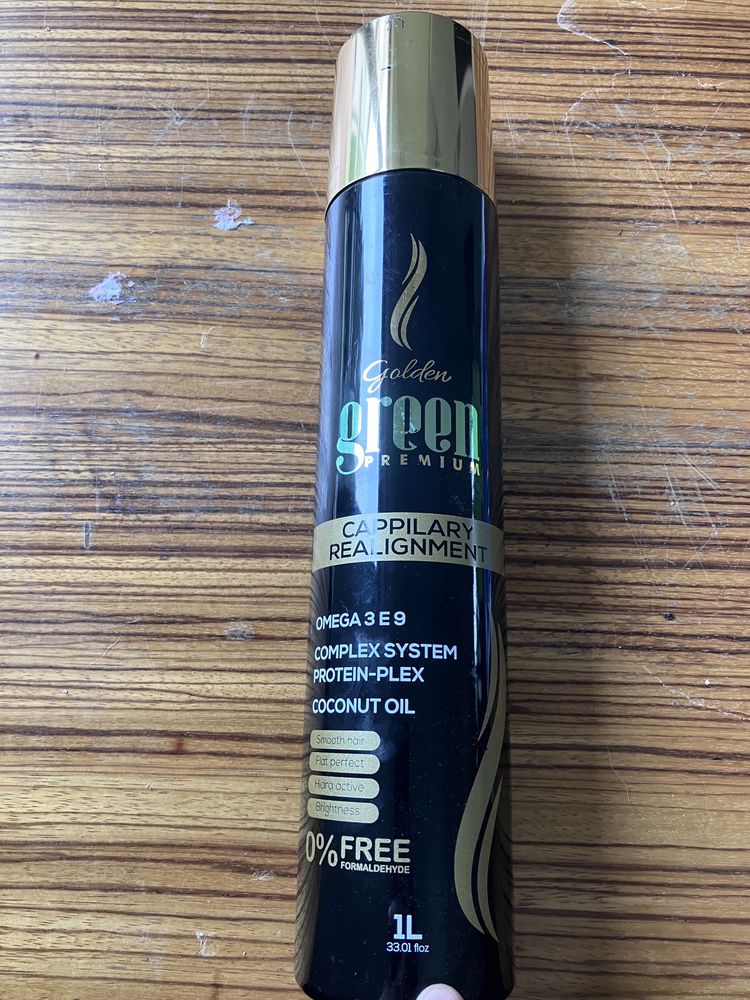 Golden
green
PREMIUM
CAPPILARY
REALIGNMENT
OMEGA 3 E 9
COMPLEX SYSTEM
PROTEIN-PLEX
COCONUT OIL
Smooth hair
Flat perfect
Hidra active
Brightness
0% FREE
FORMALDEHYDE
1L
33.01 floz